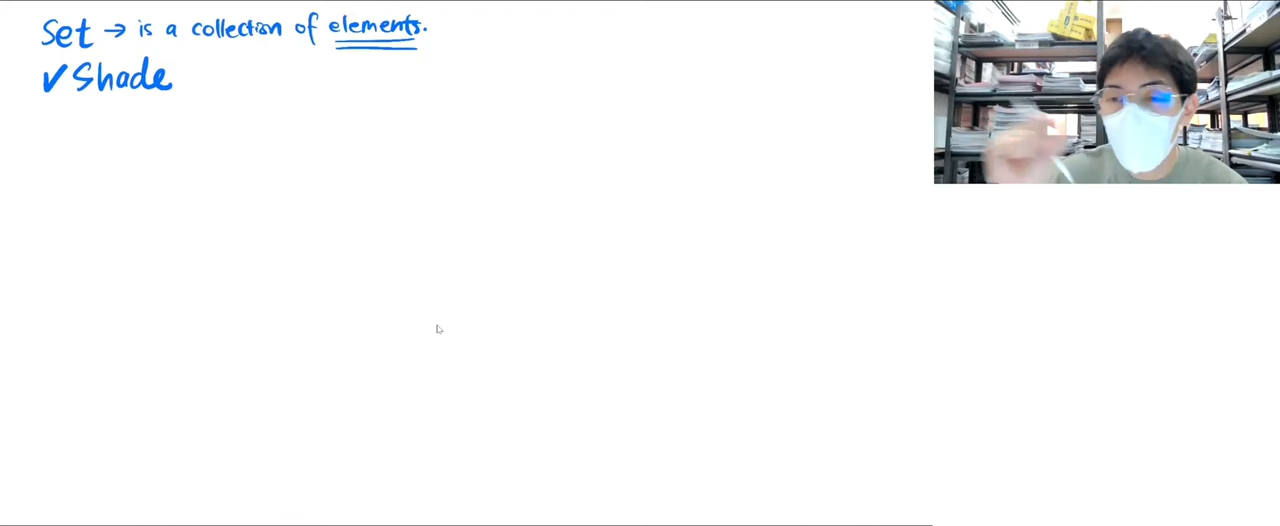 Set → is a collection of elements.
✓ Shade